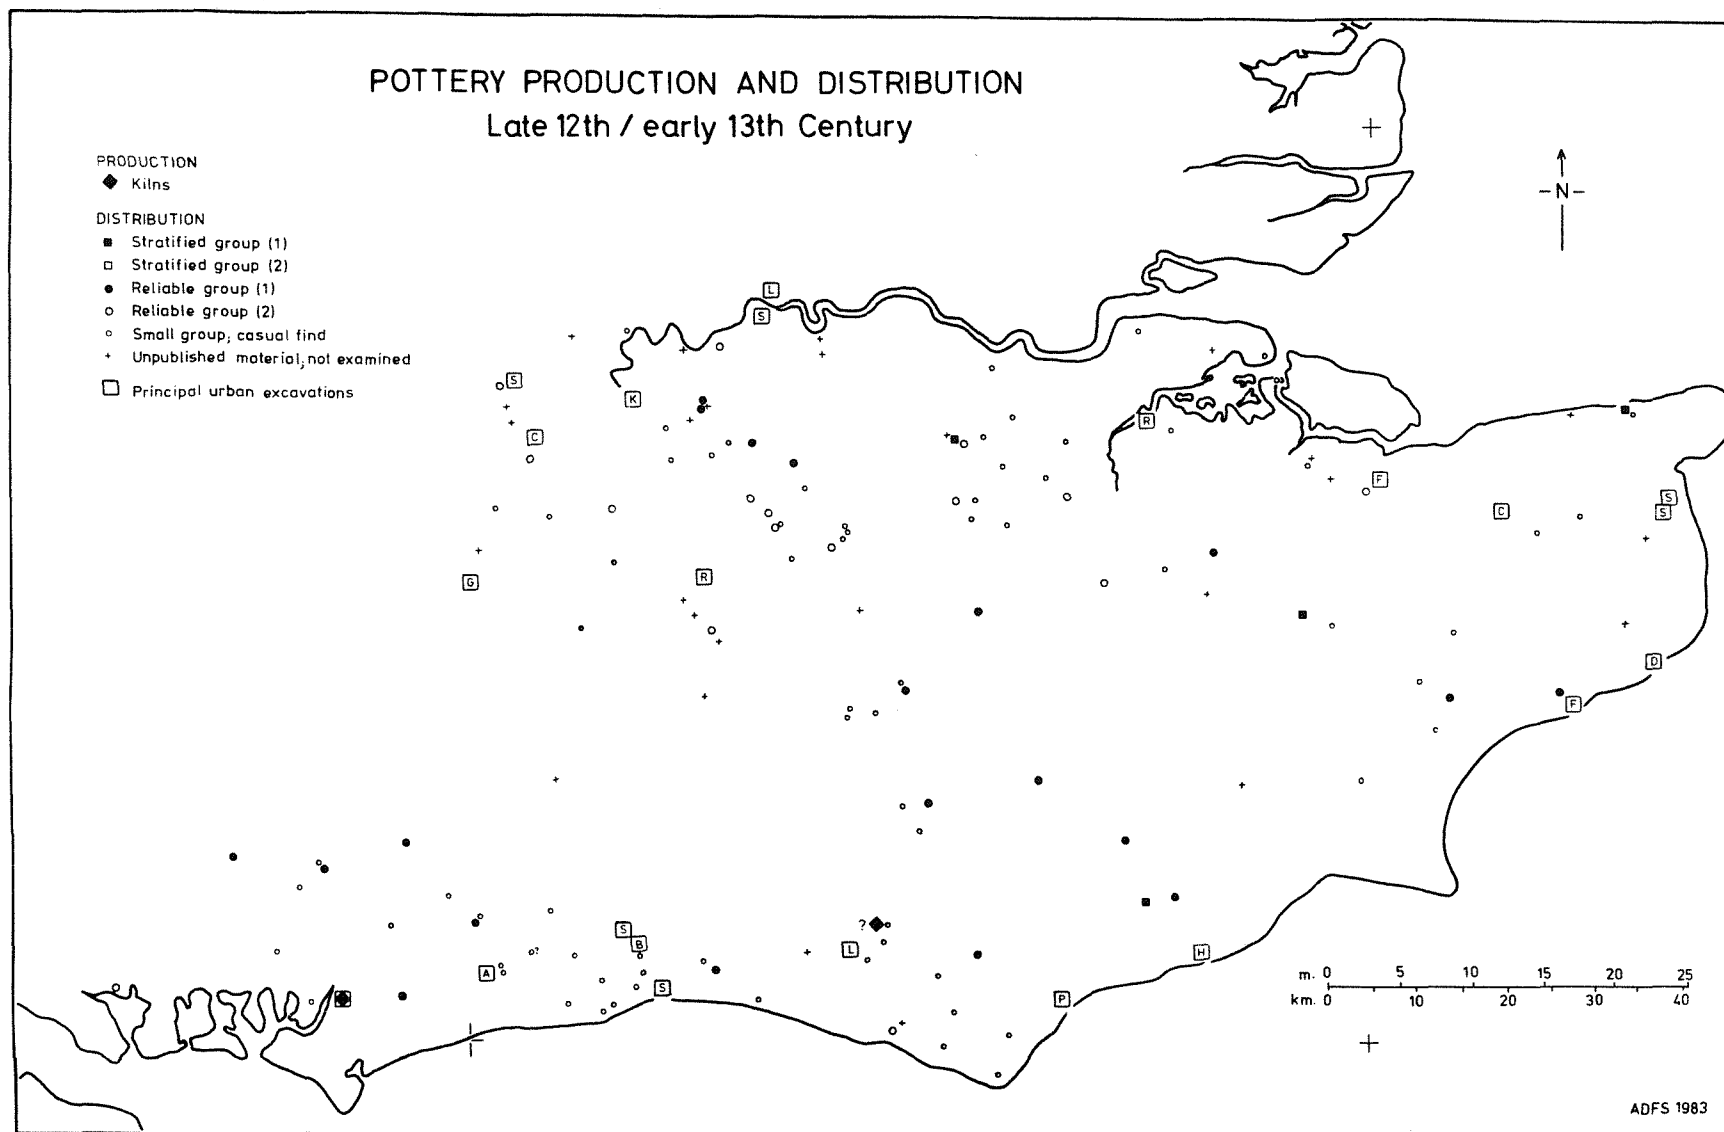 POTTERY PRODUCTION AND DISTRIBUTION
Late 12th / early 13th Century
PRODUCTION
Kilns
DISTRIBUTION
Stratified group (1)
Stratified group (2)
Reliable group (1)
Reliable group (2)
Small group; casual find
Unpublished material; not examined
Principal urban excavations
-N-
L
S
S
K
C
R
F
S
C
S
G
R
D
F
?
S
B
?
L
A
H
S
P
m. 0 5 10 15 20 25
km. 0 10 20 30 40
ADFS 1983